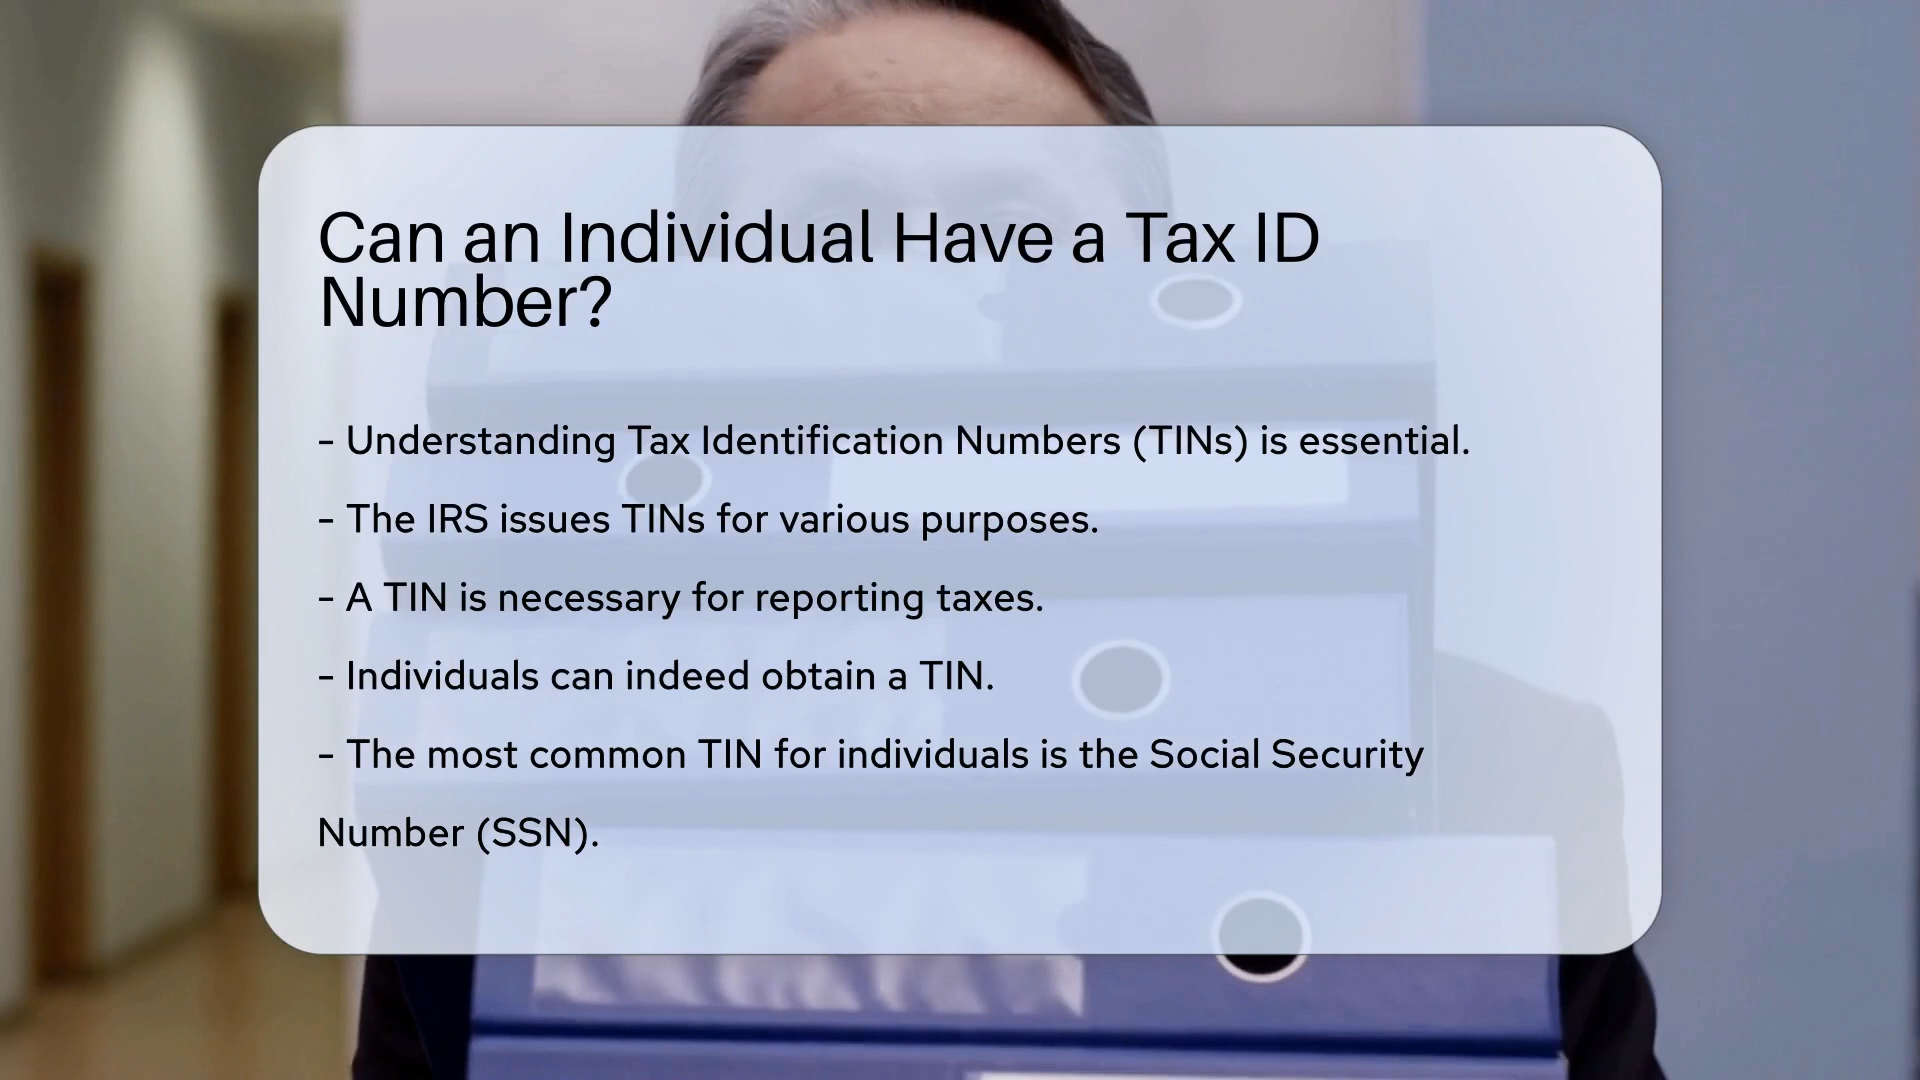 Can an Individual Have a Tax ID
Number?
- Understanding Tax Identification Numbers (TINs) is essential.
- The IRS issues TINs for various purposes.
- A TIN is necessary for reporting taxes.
- Individuals can indeed obtain a TIN.
- The most common TIN for individuals is the Social Security
Number (SSN).